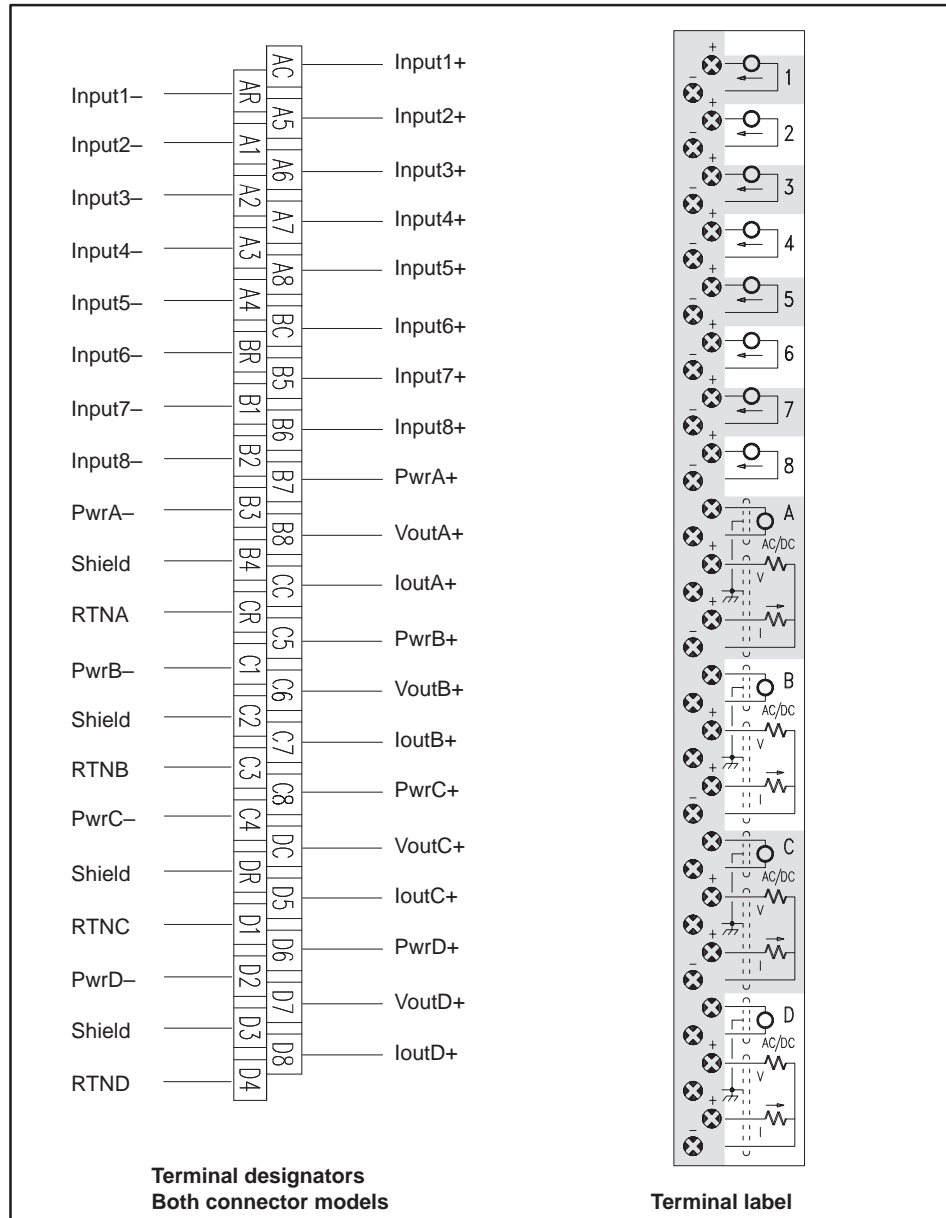 Input1–
Input2–
Input3–
Input4–
Input5–
Input6–
Input7–
Input8–
PwrA–
Shield
RTNA
PwrB–
Shield
RTNB
PwrC–
Shield
RTNC
PwrD–
Shield
RTND
AR
A1
A2
A3
A4
BR
B1
B2
B3
B4
CR
C1
C2
C3
C4
DR
D1
D2
D3
D4
AC
A5
A6
A7
A8
BC
B5
B6
B7
B8
CC
C5
C6
C7
C8
DC
D5
D6
D7
D8
Input1+
Input2+
Input3+
Input4+
Input5+
Input6+
Input7+
Input8+
PwrA+
VoutA+
IoutA+
PwrB+
VoutB+
IoutB+
PwrC+
VoutC+
IoutC+
PwrD+
VoutD+
IoutD+
Terminal designators
Both connector models
+
– 1
+
– 2
+
– 3
+
– 4
+
– 5
+
– 6
+
– 7
+
– 8
A
AC/DC
+ V
+ I
–
B
AC/DC
+ V
+ I
–
C
AC/DC
+ V
+ I
–
D
AC/DC
+ V
+ I
–
Terminal label